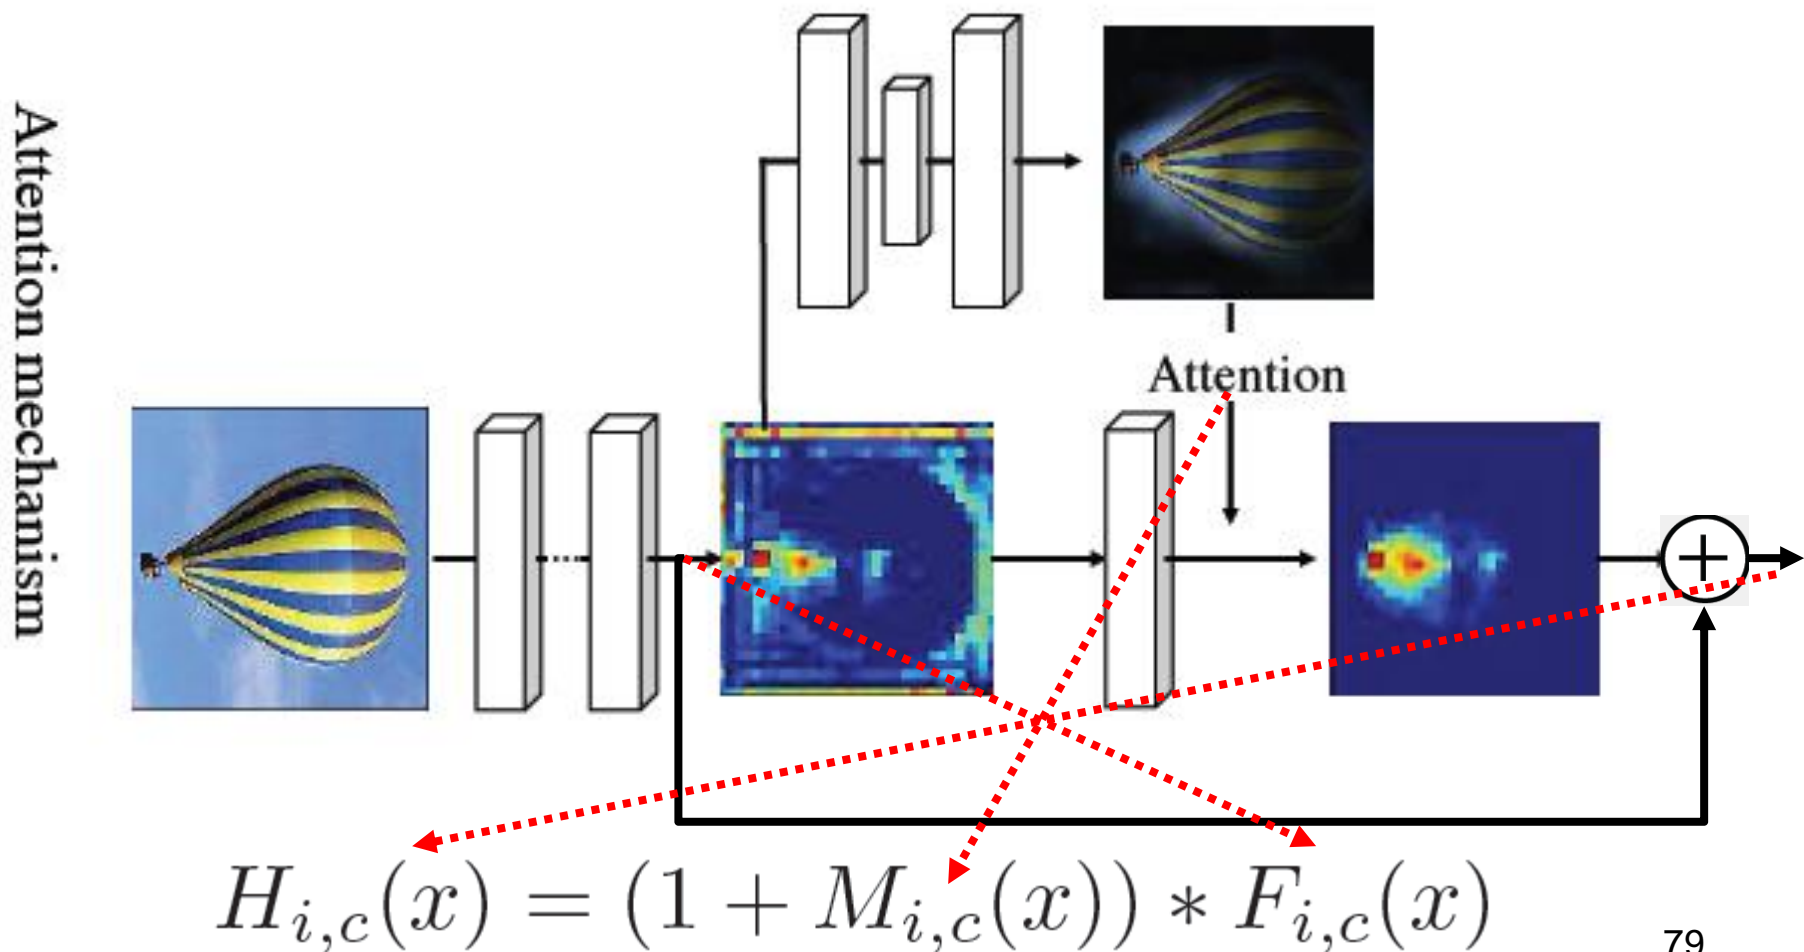 Attention mechanism
Attention
+
H_{i,c}(x) = (1 + M_{i,c}(x)) * F_{i,c}(x)
79